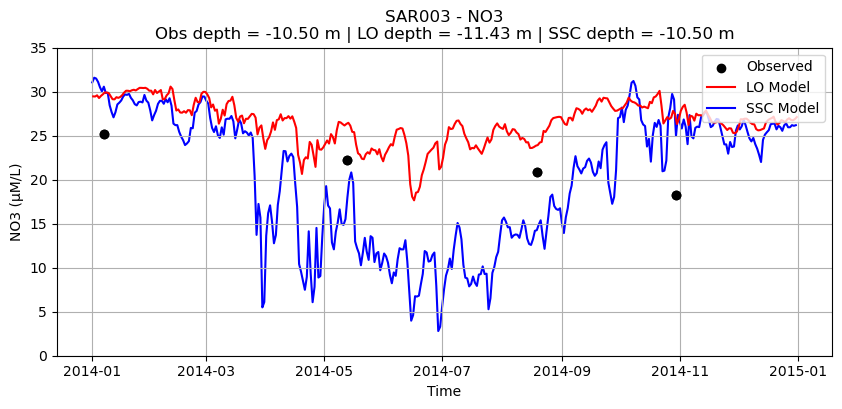 SAR003 - NO3
Obs depth = -10.50 m | LO depth = -11.43 m | SSC depth = -10.50 m
35
30
25
20
15
10
5
0
NO3 (μM/L)
Observed
LO Model
SSC Model
2014-01
2014-03
2014-05
2014-07
2014-09
2014-11
2015-01
Time